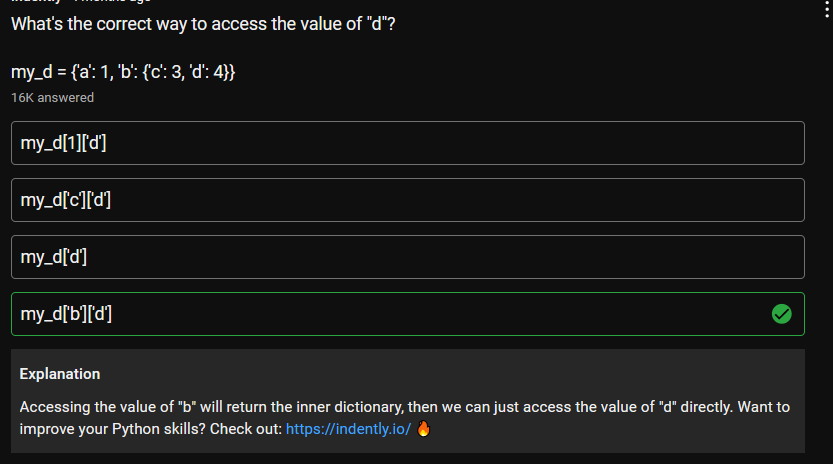 What's the correct way to access the value of "d"?
my_d = {'a': 1, 'b': {'c': 3, 'd': 4}}
16K answered
my_d[1]['d']
my_d['c']['d']
my_d['d']
my_d['b']['d']
Explanation
Accessing the value of "b" will return the inner dictionary, then we can just access the value of "d" directly. Want to
improve your Python skills? Check out: https://indently.io/ 🔥